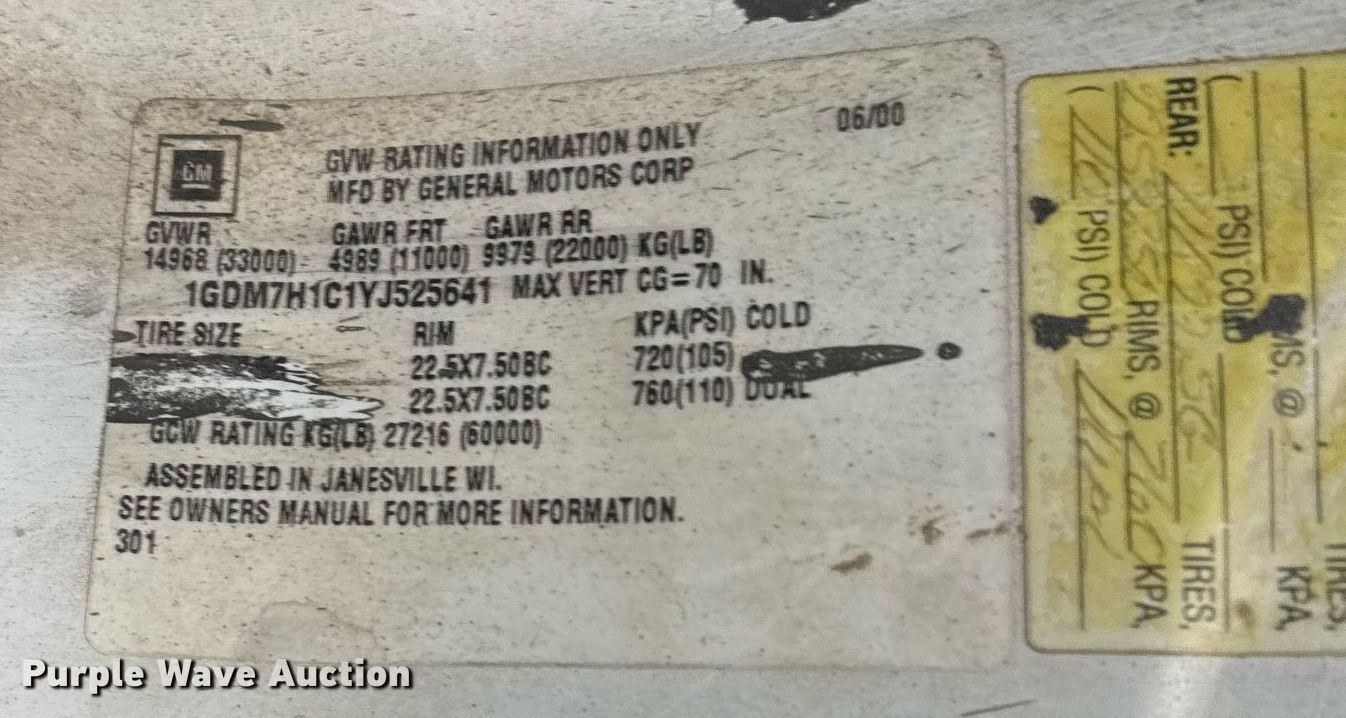 06/00
GM
GVW RATING INFORMATION ONLY
MFD BY GENERAL MOTORS CORP
GVWR GAWR FRT GAWR RR
14968 (33000) 4989 (11000) 9979 (22000) KG(LB)
1GDM7H1C1YJ525641 MAX VERT CG=70 IN.
TIRE SIZE RIM KPA(PSI) COLD
22.5X7.50BC 720(105)
22.5X7.50BC 760(110) DUAL
GCW RATING KG(LB) 27216 (60000)
ASSEMBLED IN JANESVILLE WI.
SEE OWNERS MANUAL FOR MORE INFORMATION.
301
TIRES,
@ KPA,
( PSI) COLD
REAR: TIRES,
RIMS, @ 760 KPA,
(110 PSI) COLD
Purple Wave Auction